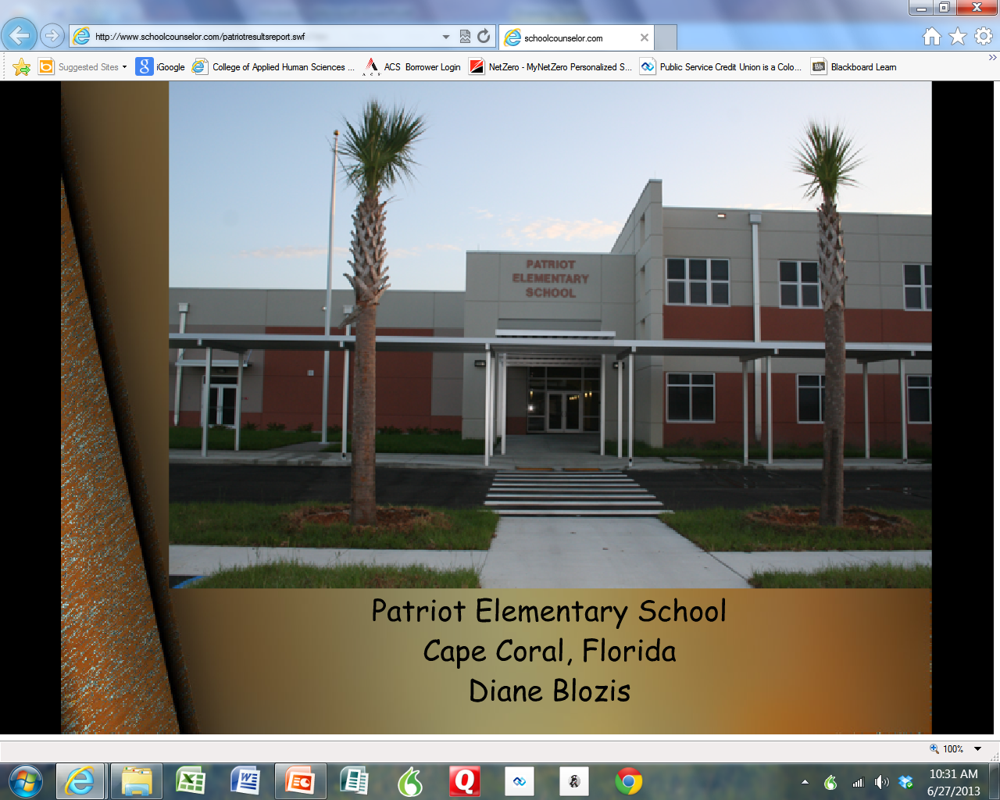 http://www.schoolcounselor.com/patriotresultsreport.swf
schoolcounselor.com
Suggested Sites
iGoogle
College of Applied Human Sciences ...
ACS Borrower Login
NetZero - MyNetZero Personalized S...
Public Service Credit Union is a Colo...
Blackboard Learn
PATRIOT
ELEMENTARY
SCHOOL
Patriot Elementary School
Cape Coral, Florida
Diane Blozis
100%
10:31 AM
6/27/2013